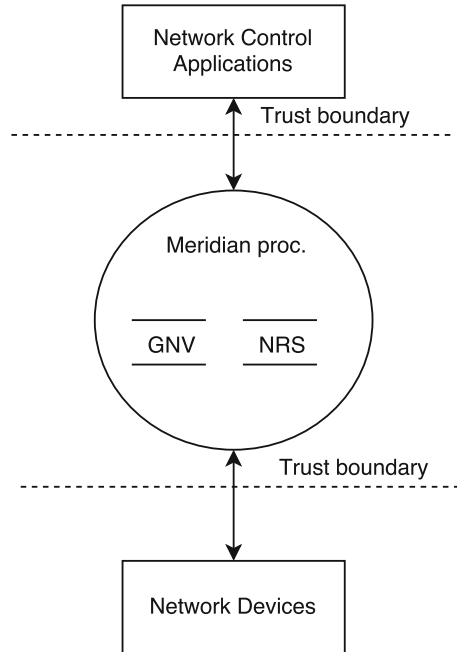 Network Control
Applications
Trust boundary
Meridian proc.
GNV NRS
Trust boundary
Network Devices